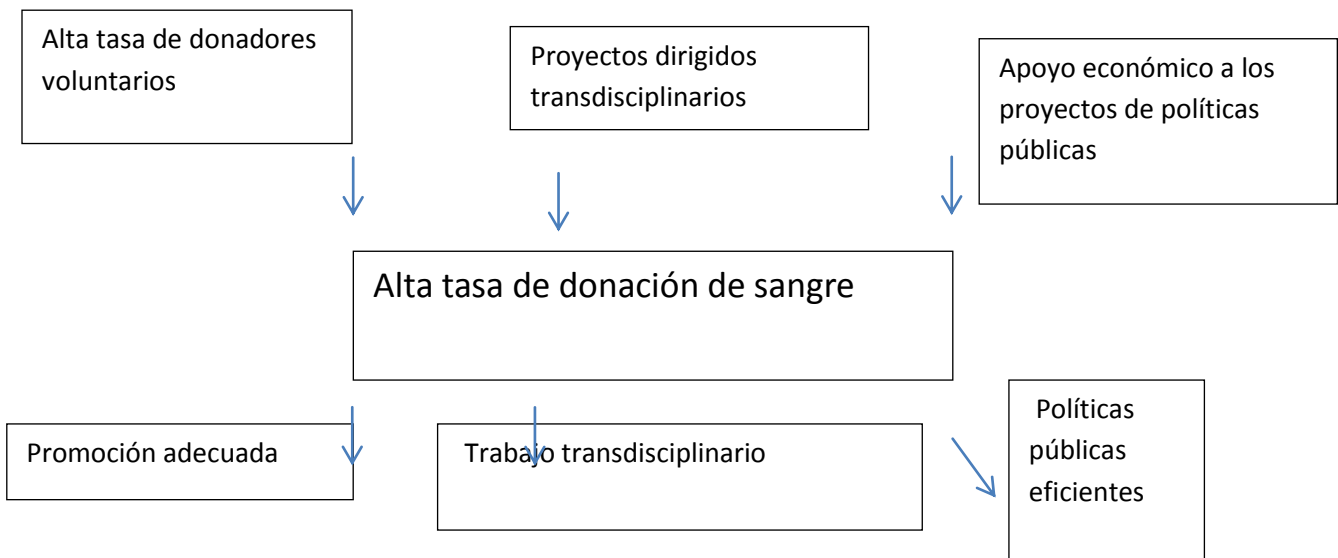 Alta tasa de donadores
voluntarios
Proyectos dirigidos
transdisciplinarios
Apoyo económico a los
proyectos de políticas
públicas
Alta tasa de donación de sangre
Promoción adecuada
Trabajo transdisciplinario
Políticas
públicas
eficientes